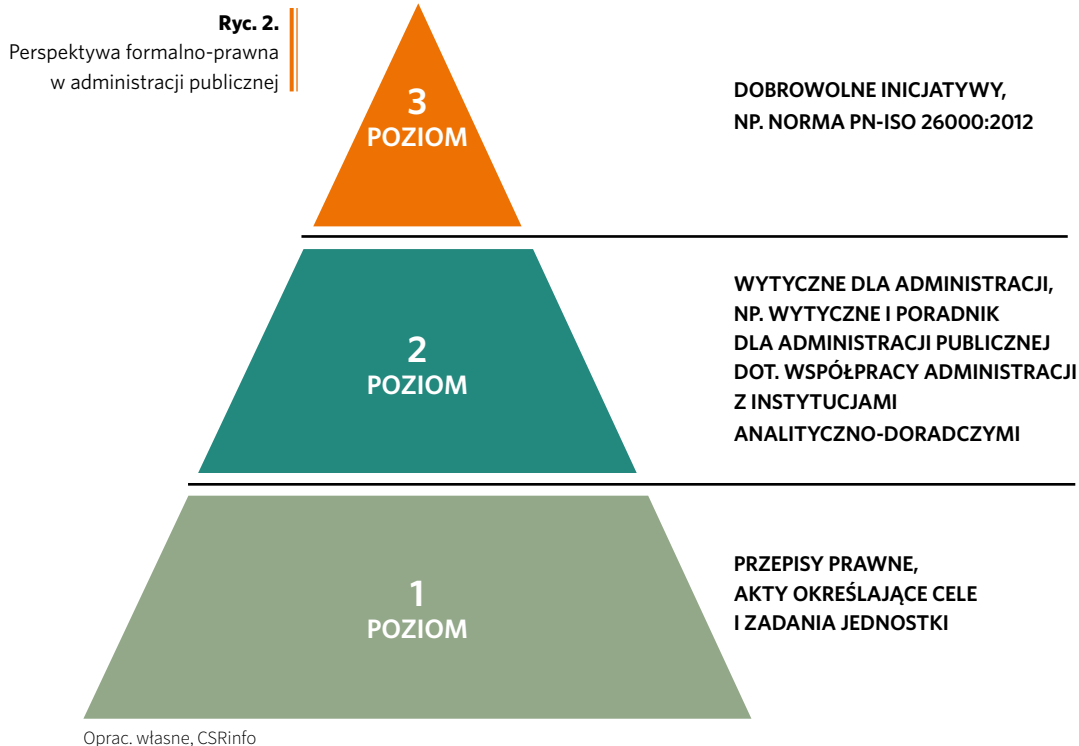 Ryc. 2.
Perspektywa formalno-prawna
w administracji publicznej
3
POZIOM
DOBROWOLNE INICJATYWY,
NP. NORMA PN-ISO 26000:2012
2
POZIOM
WYTYCZNE DLA ADMINISTRACJI,
NP. WYTYCZNE I PORADNIK
DLA ADMINISTRACJI PUBLICZNEJ
DOT. WSPÓŁPRACY ADMINISTRACJI
Z INSTYTUCJAMI
ANALITYCZNO-DORADCZYMI
1
POZIOM
PRZEPISY PRAWNE,
AKTY OKREŚLAJĄCE CELE
I ZADANIA JEDNOSTKI
Oprac. własne, CSRinfo